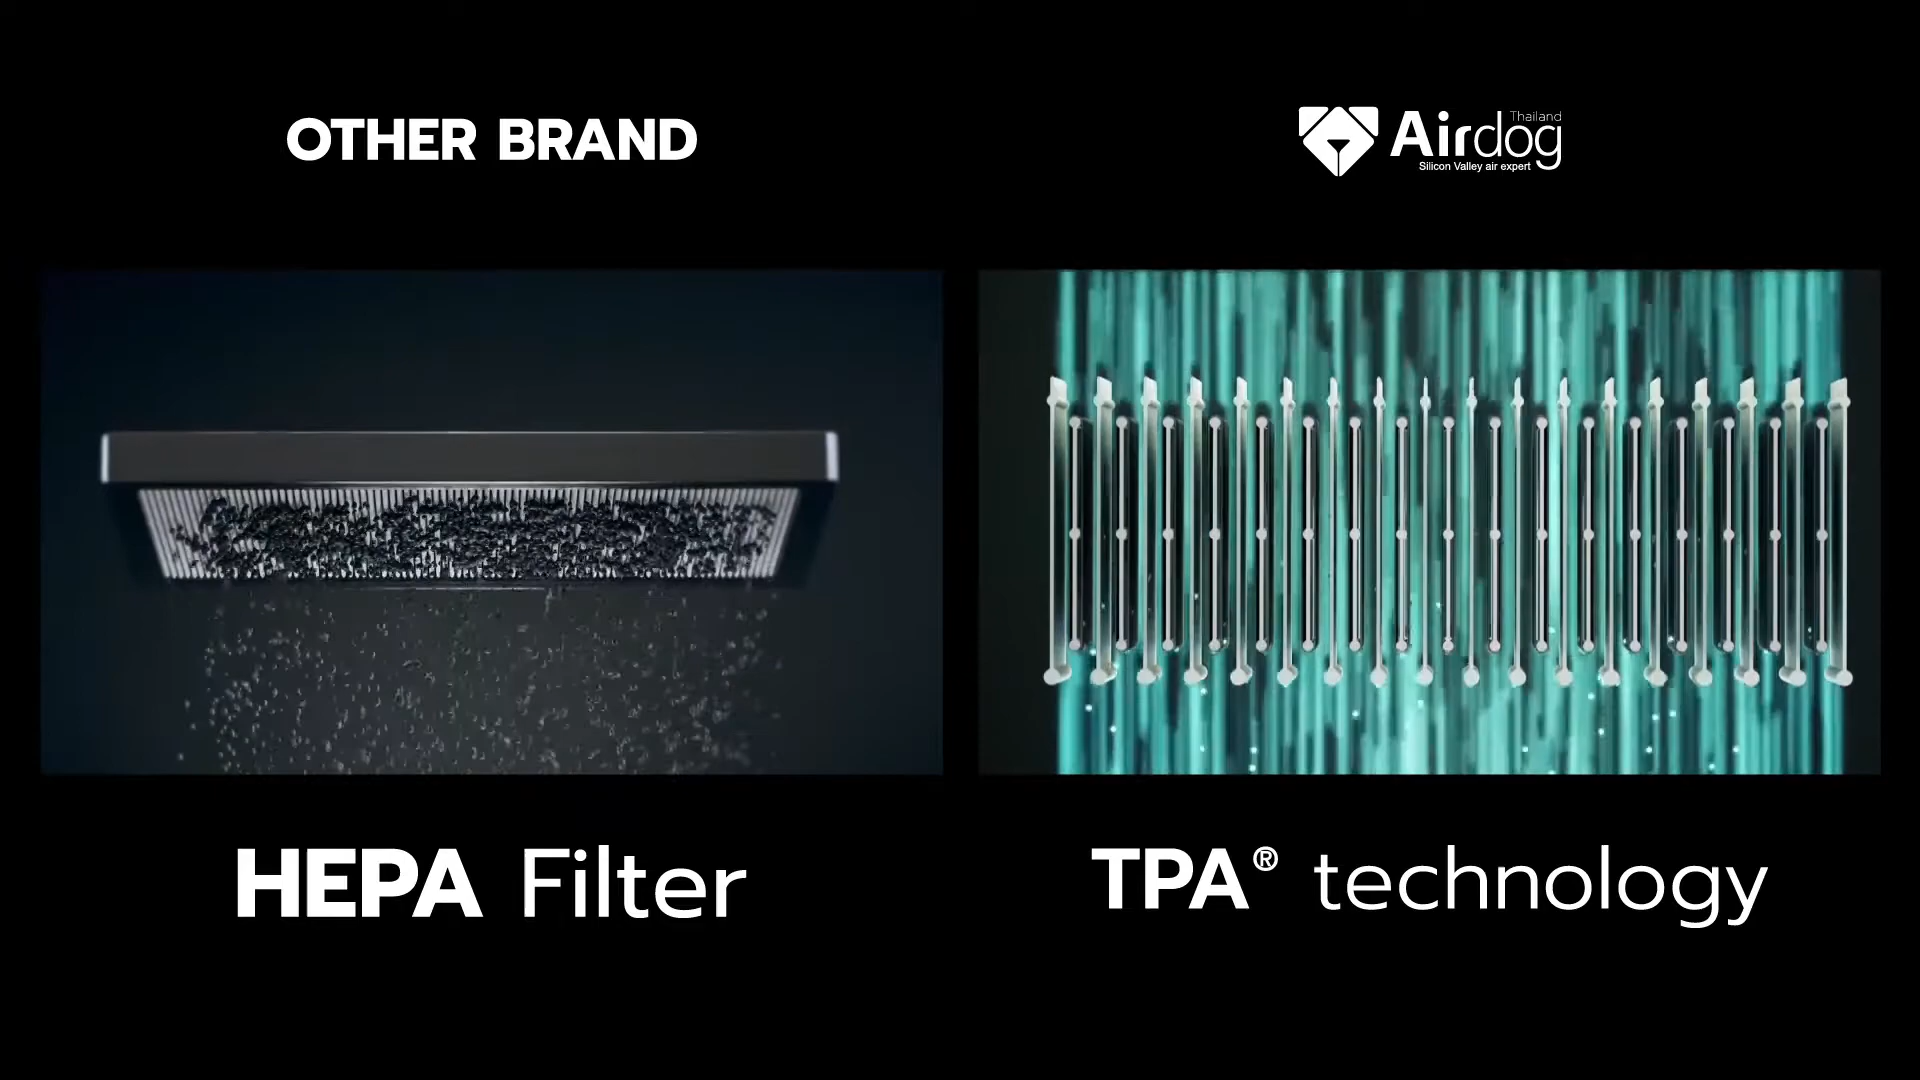 OTHER BRAND
Thailand
Airdog
Silicon Valley air expert
HEPA Filter
TPA® technology